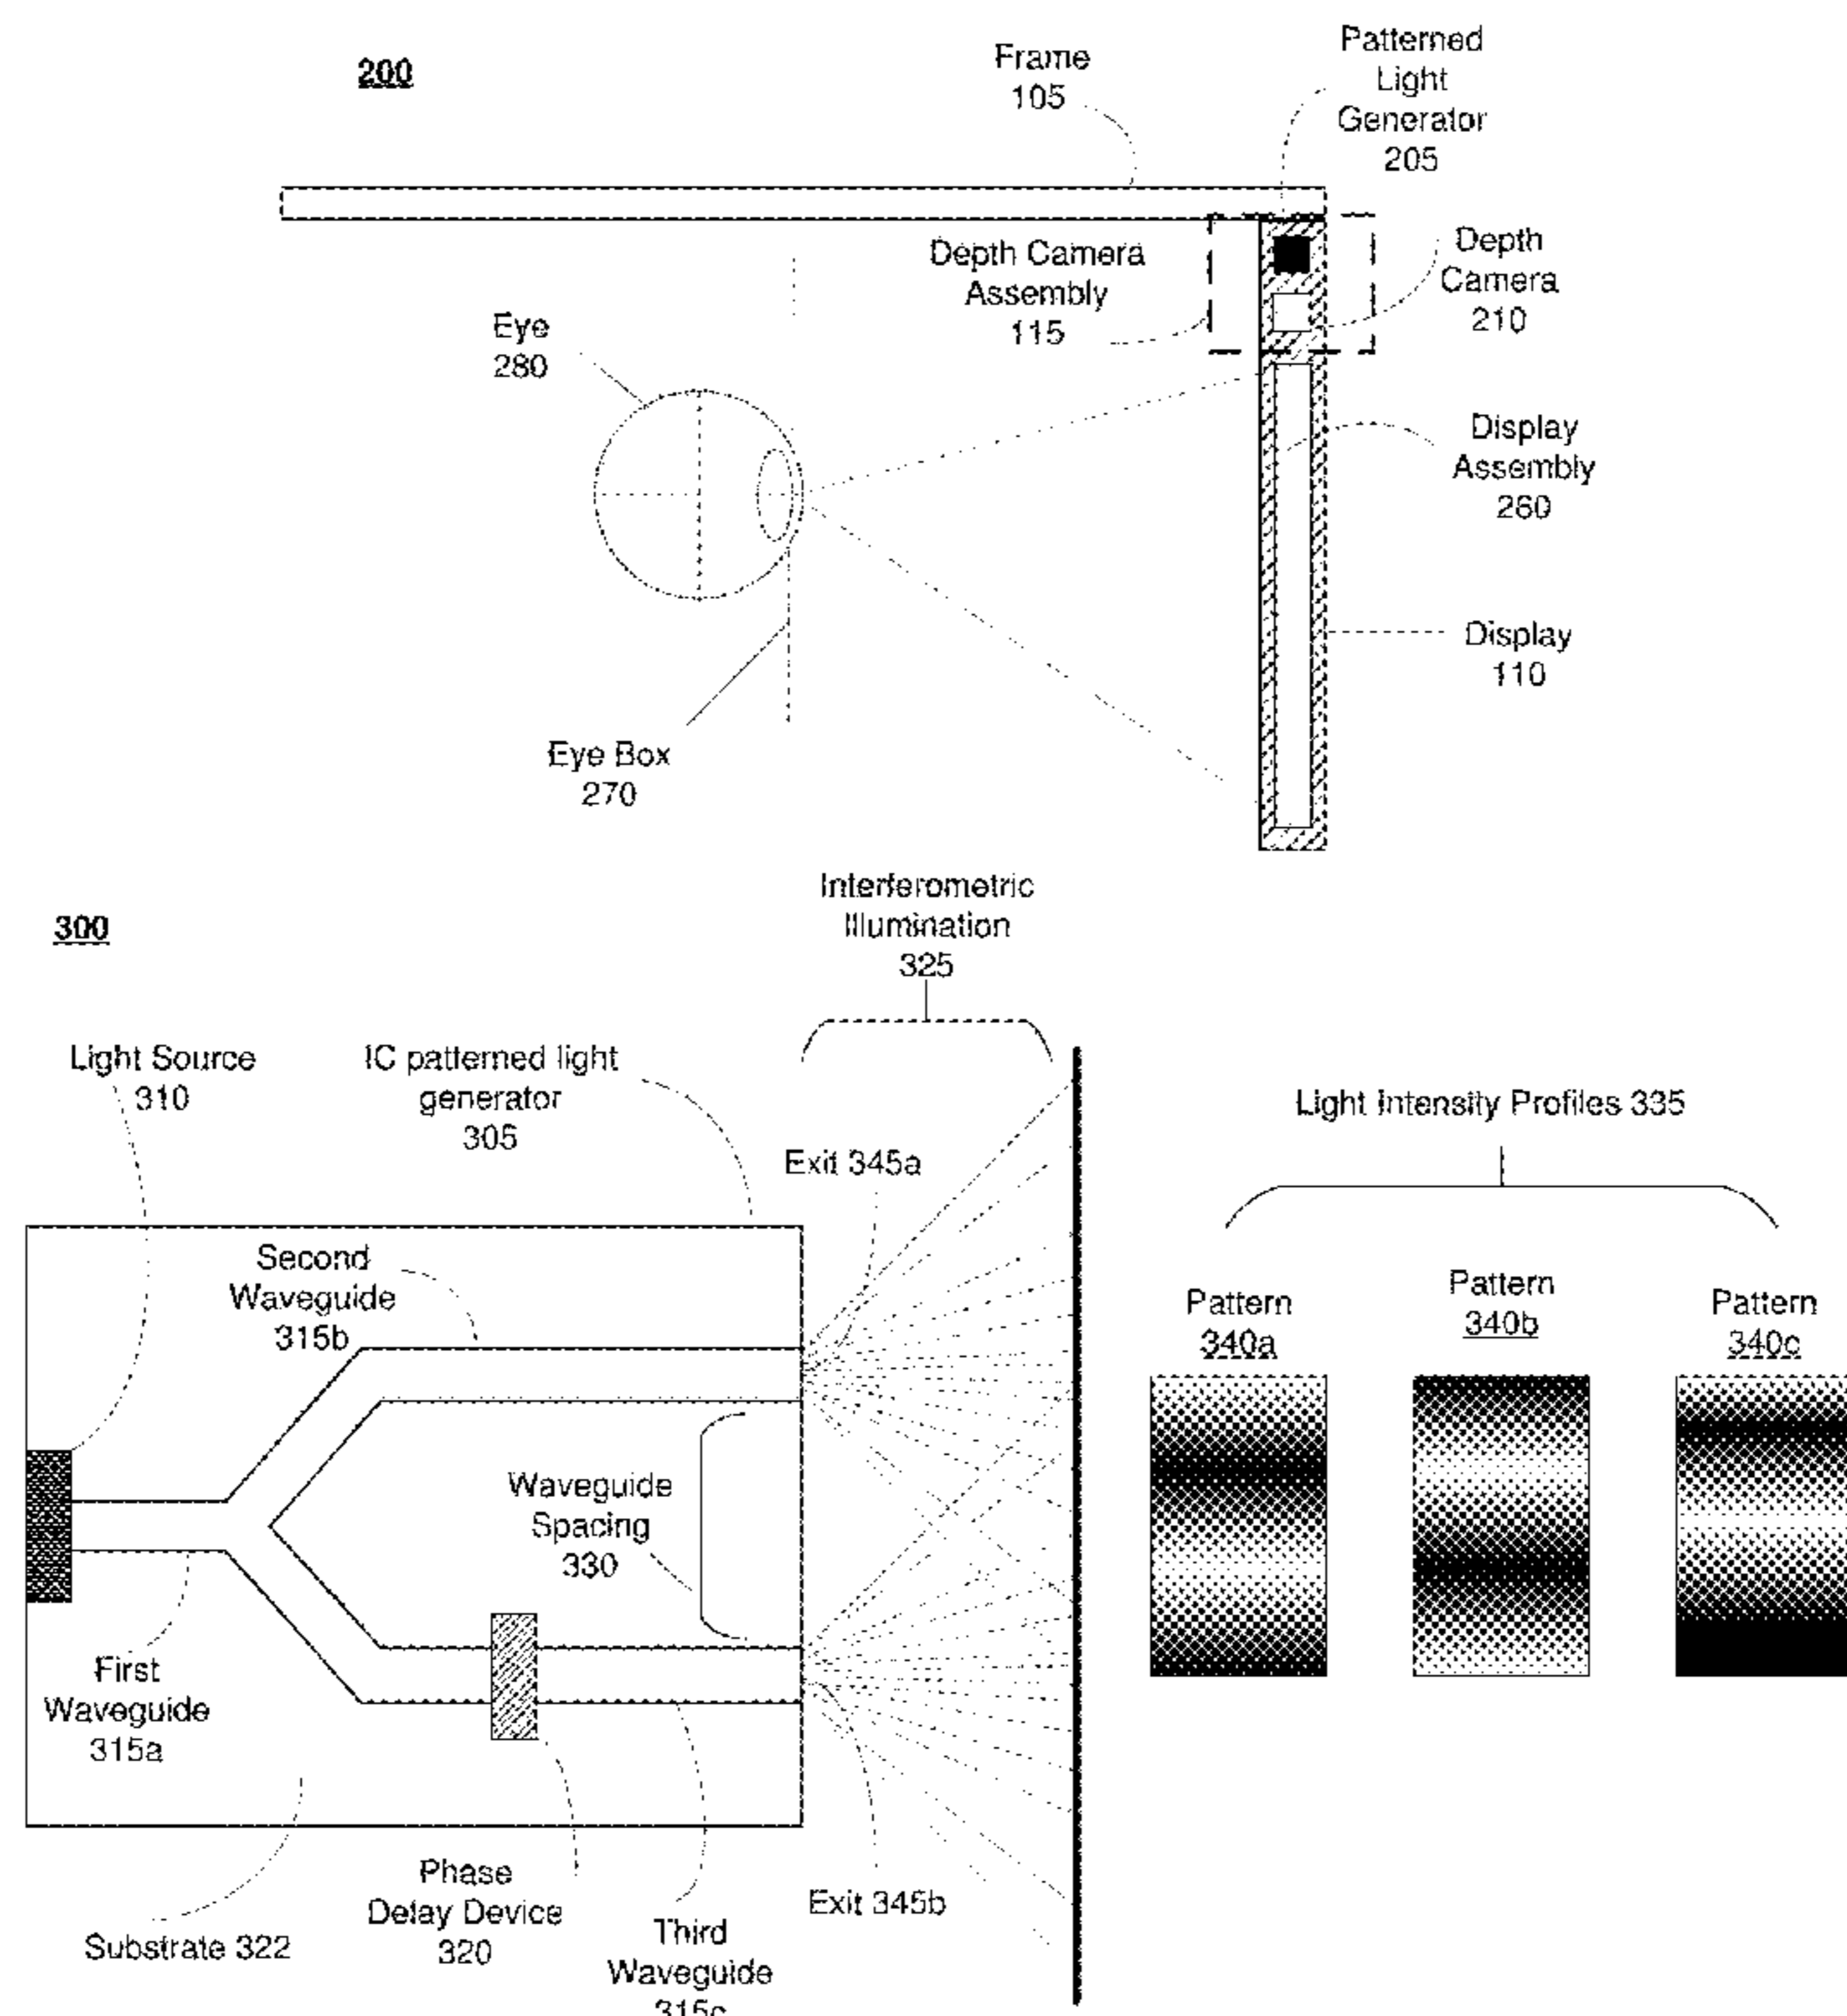 200
Frame
105
Patterned
Light
Generator
205
Depth Camera
Assembly
115
Depth
Camera
210
Eye
280
Display
Assembly
260
Display
110
Eye Box
270
300
Interferometric
Illumination
325
Light Source
310
IC patterned light
generator
305
Exit 345a
Light Intensity Profiles 335
Second
Waveguide
315b
Pattern
340a
Pattern
340b
Pattern
340c
Waveguide
Spacing
330
First
Waveguide
315a
Phase
Delay Device
320
Exit 345b
Substrate 322
Third
Waveguide
315c